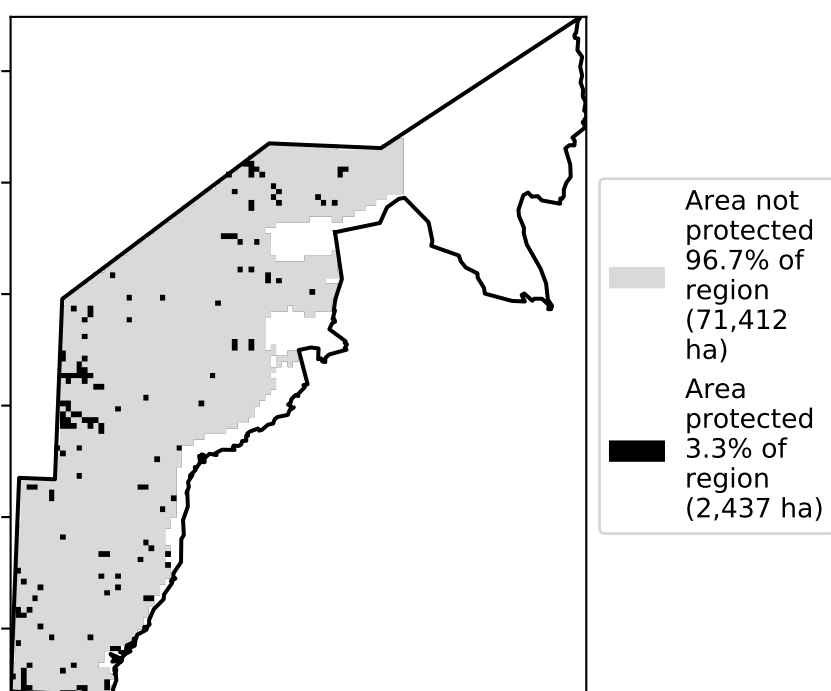 Area not
protected
96.7% of
region
(71,412
ha)
Area
protected
3.3% of
region
(2,437 ha)